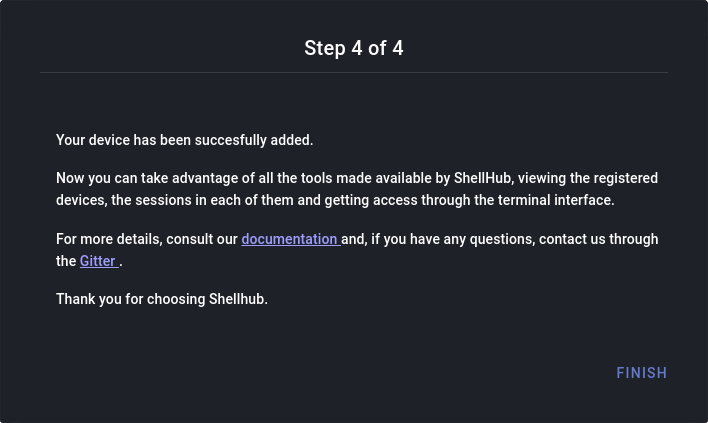 Step 4 of 4
Your device has been succesfully added.
Now you can take advantage of all the tools made available by ShellHub, viewing the registered
devices, the sessions in each of them and getting access through the terminal interface.
For more details, consult our documentation and, if you have any questions, contact us through
the Gitter .
Thank you for choosing Shellhub.
FINISH